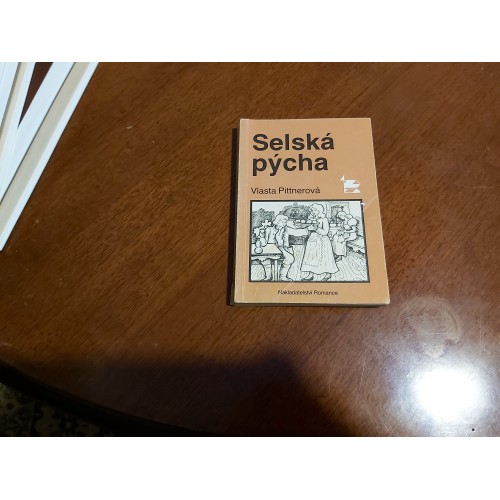 Selská
pýcha
Vlasta Pittnerová
Nakladatelství Romance